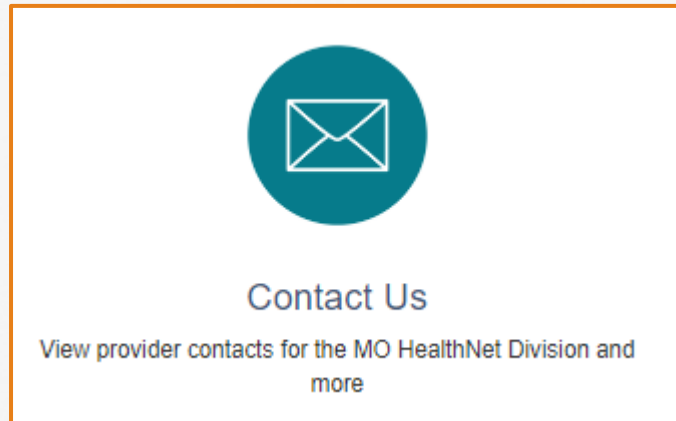 Contact Us
View provider contacts for the MO HealthNet Division and
more